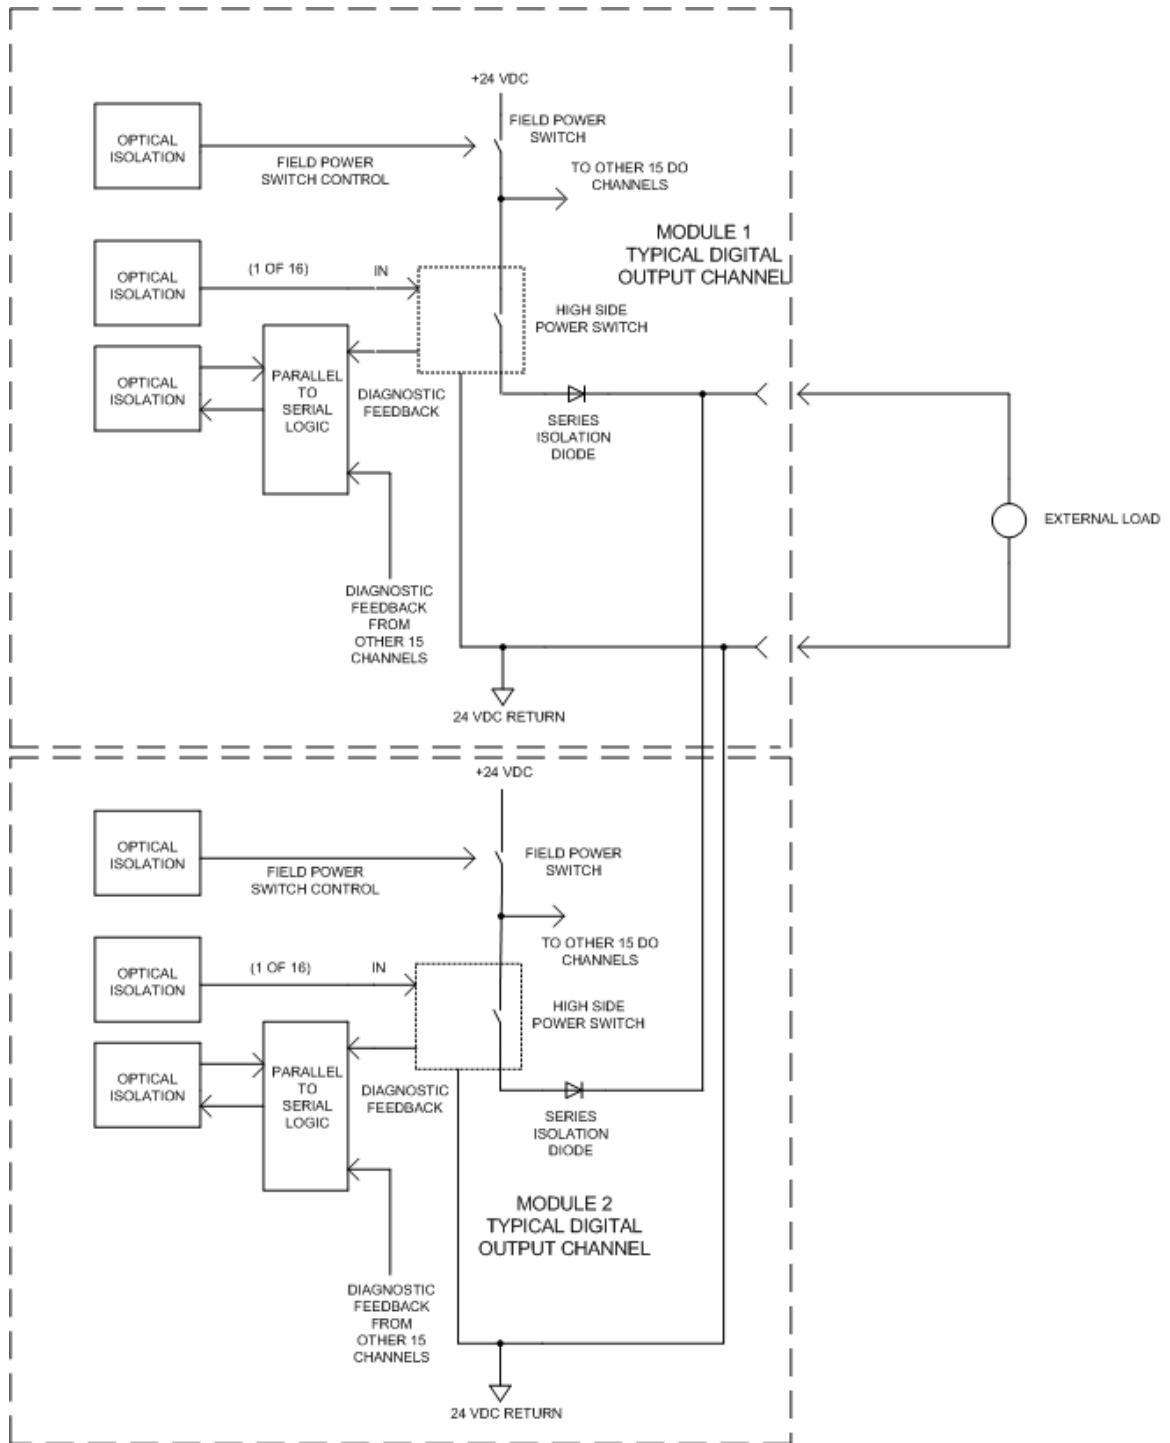 +24 VDC
FIELD POWER
SWITCH
OPTICAL
ISOLATION
FIELD POWER
SWITCH CONTROL
TO OTHER 15 DO
CHANNELS
MODULE 1
TYPICAL DIGITAL
OUTPUT CHANNEL
OPTICAL
ISOLATION
(1 OF 16)
IN
HIGH SIDE
POWER SWITCH
OPTICAL
ISOLATION
PARALLEL
TO
SERIAL
LOGIC
DIAGNOSTIC
FEEDBACK
SERIES
ISOLATION
DIODE
EXTERNAL LOAD
DIAGNOSTIC
FEEDBACK
FROM
OTHER 15
CHANNELS
24 VDC RETURN
+24 VDC
OPTICAL
ISOLATION
FIELD POWER
SWITCH CONTROL
FIELD POWER
SWITCH
TO OTHER 15 DO
CHANNELS
OPTICAL
ISOLATION
(1 OF 16)
IN
HIGH SIDE
POWER SWITCH
OPTICAL
ISOLATION
PARALLEL
TO
SERIAL
LOGIC
DIAGNOSTIC
FEEDBACK
SERIES
ISOLATION
DIODE
MODULE 2
TYPICAL DIGITAL
OUTPUT CHANNEL
DIAGNOSTIC
FEEDBACK
FROM
OTHER 15
CHANNELS
24 VDC RETURN